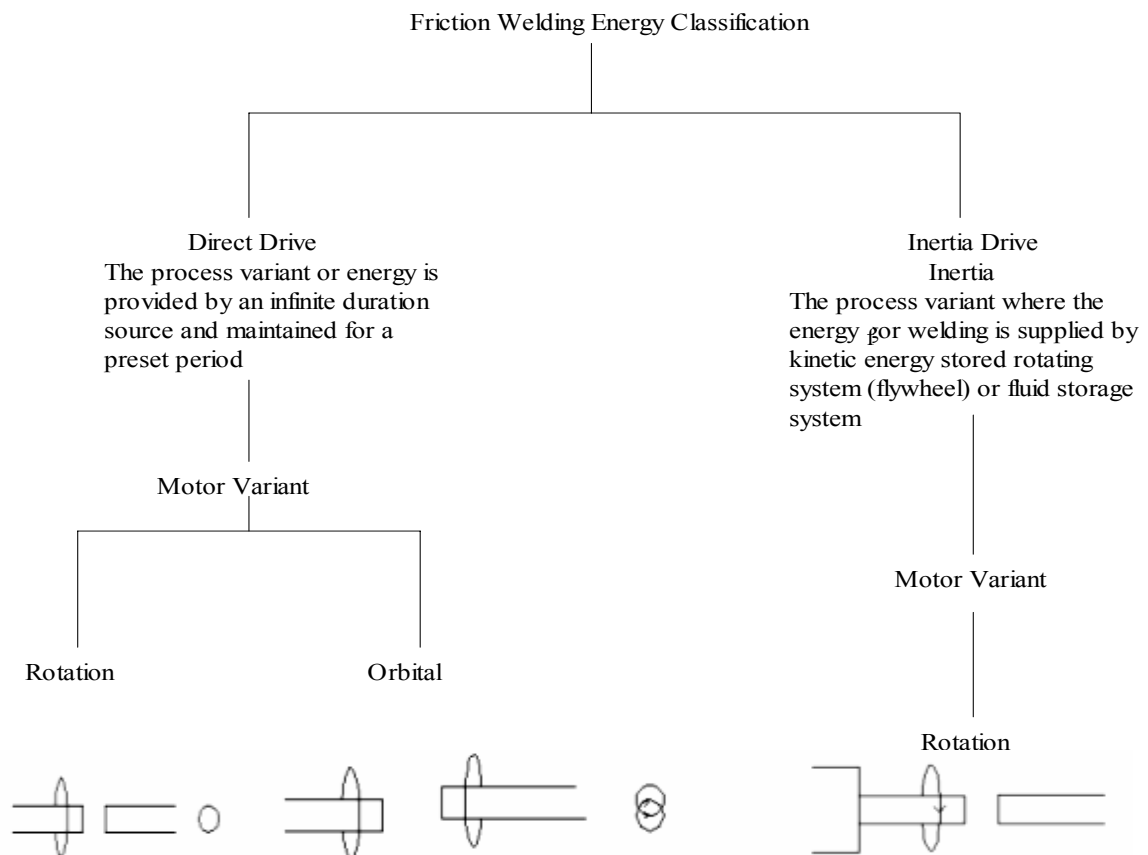 Friction Welding Energy Classification
Direct Drive
The process variant or energy is
provided by an infinite duration
source and maintained for a
preset period
Inertia Drive
Inertia
The process variant where the
energy for welding is supplied by
kinetic energy stored rotating
system (flywheel) or fluid storage
system
Motor Variant
Rotation
Orbital
Motor Variant
Rotation